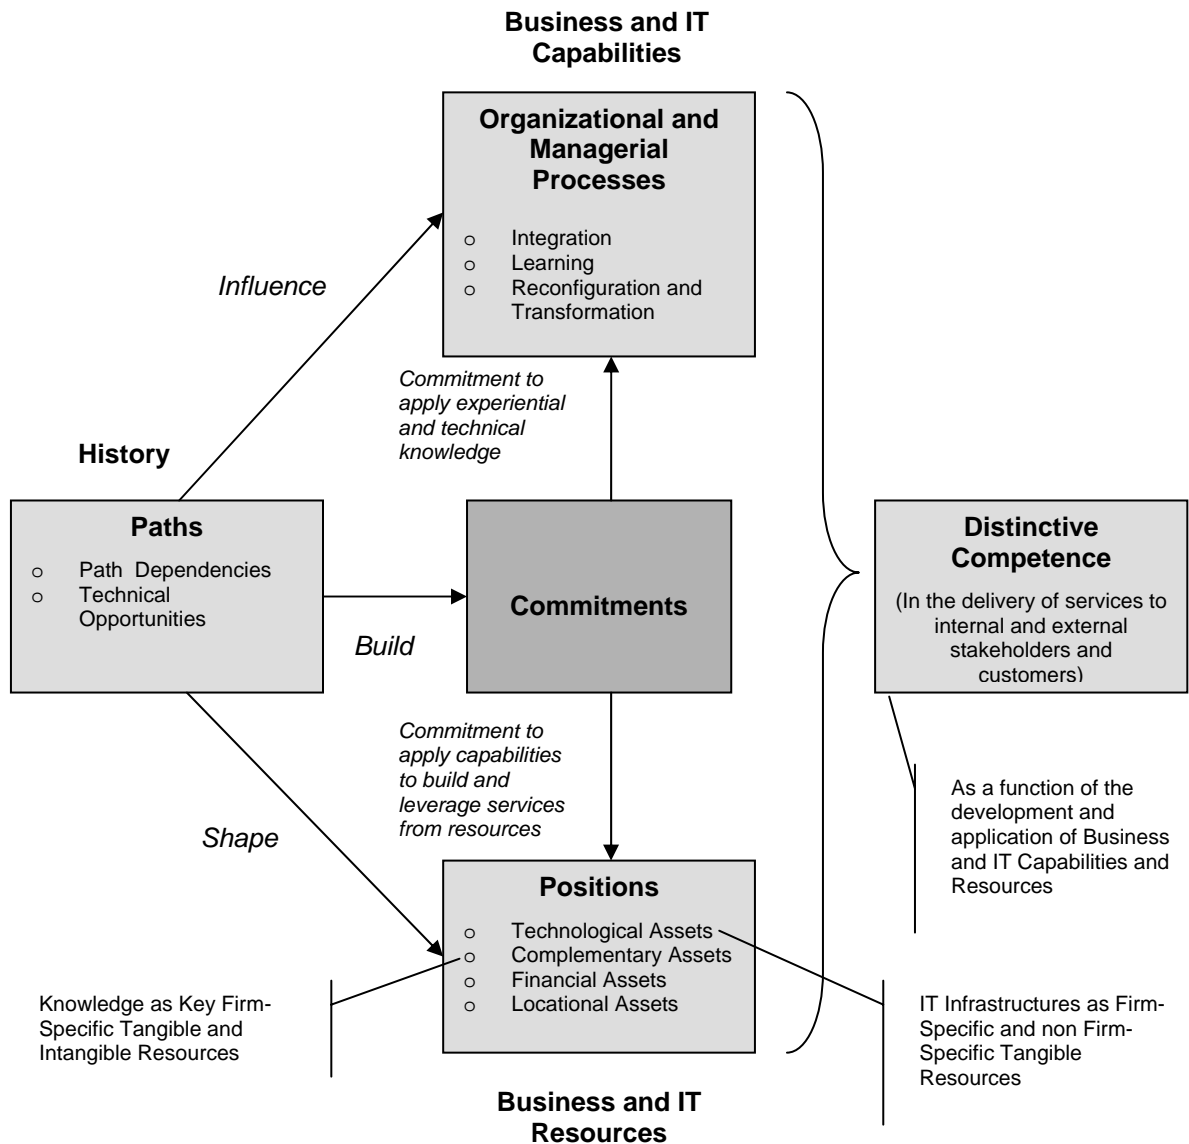 Business and IT
Capabilities
Organizational and
Managerial
Processes
o Integration
o Learning
o Reconfiguration and
Transformation
Influence
Commitment to
apply experiential
and technical
knowledge
History
Paths
o Path Dependencies
o Technical
Opportunities
Build
Commitments
Distinctive
Competence
(In the delivery of services to
internal and external
stakeholders and
customers)
Commitment to
apply capabilities
to build and
leverage services
from resources
Shape
As a function of the
development and
application of Business
and IT Capabilities and
Resources
Positions
o Technological Assets
o Complementary Assets
o Financial Assets
o Locational Assets
Knowledge as Key Firm-
Specific Tangible and
Intangible Resources
IT Infrastructures as Firm-
Specific and non Firm-
Specific Tangible
Resources
Business and IT
Resources